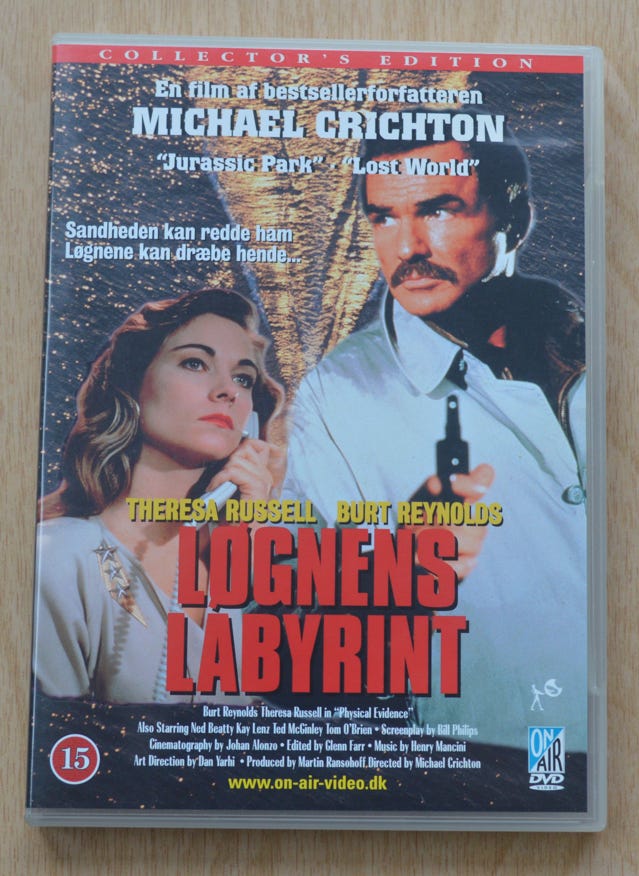 COLLECTOR'S EDITION
En film af bestsellerforfatteren
MICHAEL CRICHTON
"Jurassic Park" · "Lost World"
Sandheden kan redde ham
Løgnene kan dræbe hende...
THERESA RUSSELL BURT REYNOLDS
LØGNENS
LABYRINT
Burt Reynolds Theresa Russell in "Physical Evidence"
Also Starring Ned Beatty Kay Lenz Ted McGinley Tom O'Brien • Screenplay by Bill Philips
Cinematography by Johan Alonzo • Edited by Glenn Farr • Music by Henry Mancini
Art Direction by Dan Yarhi • Produced by Martin Ransohoff, Directed by Michael Crichton
www.on-air-video.dk
15
ON
AIR
DVD
VIDEO